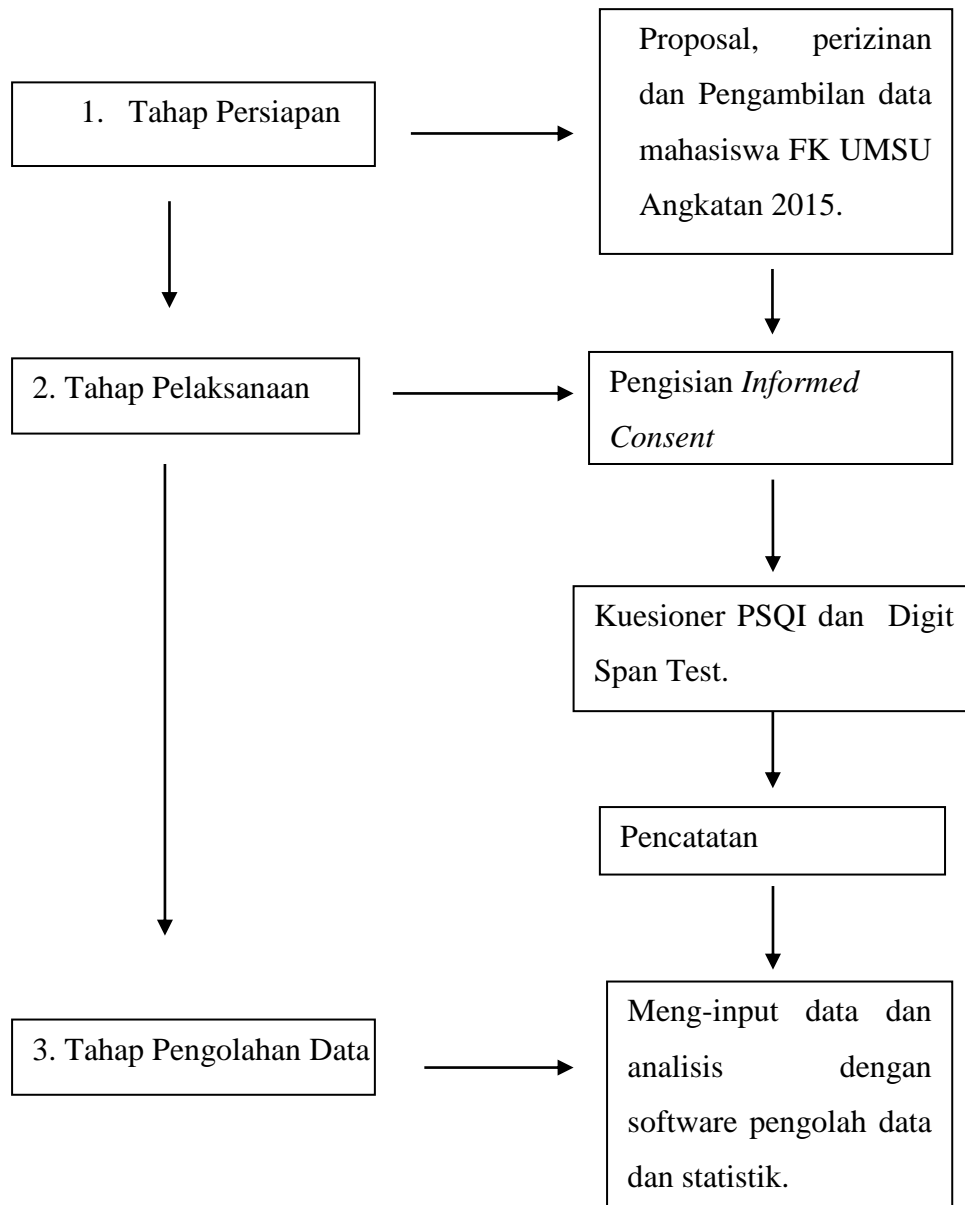 1. Tahap Persiapan
Proposal, perizinan
dan Pengambilan data
mahasiswa FK UMSU
Angkatan 2015.
2. Tahap Pelaksanaan
Pengisian Informed
Consent
Kuesioner PSQI dan Digit
Span Test.
Pencatatan
3. Tahap Pengolahan Data
Meng-input data dan
analisis dengan
software pengolah data
dan statistik.